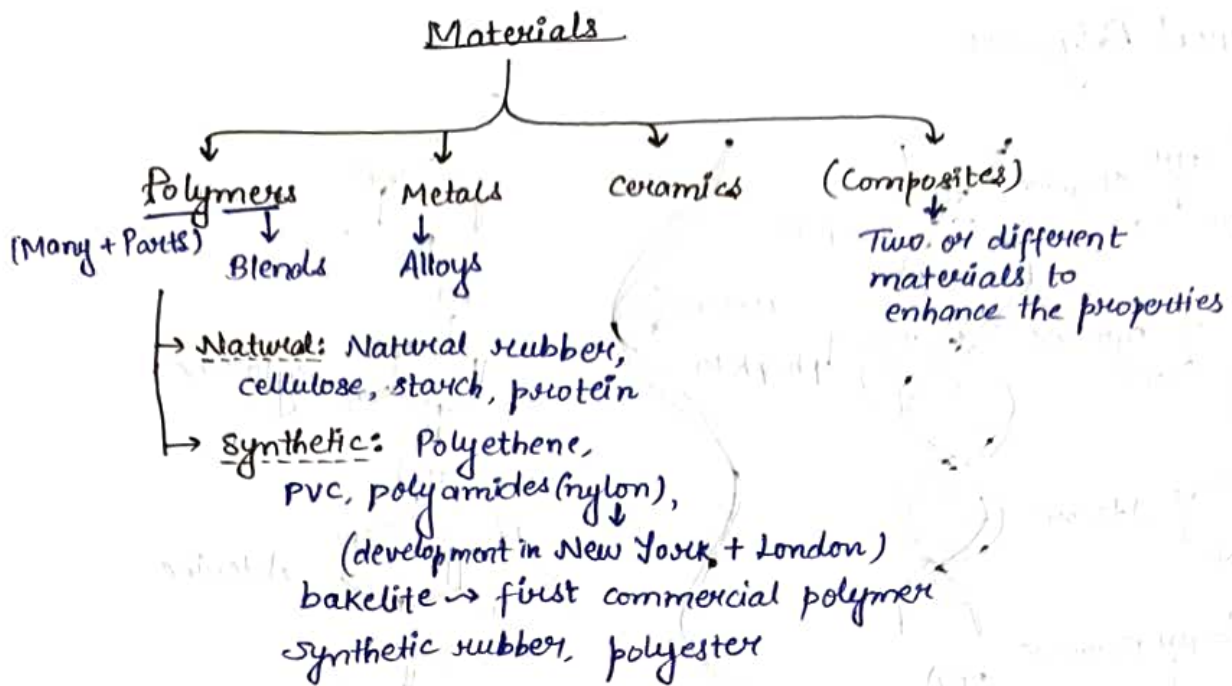 Materials
Polymers Metals Ceramics (Composites)
(Many + Parts) Blends Alloys Two or different
materials to
enhance the properties
→ Natural: Natural rubber,
cellulose, starch, protein
→ Synthetic: Polyethene,
PVC, polyamides (nylon),
(development in New York + London)
bakelite → first commercial polymer
synthetic rubber, polyester